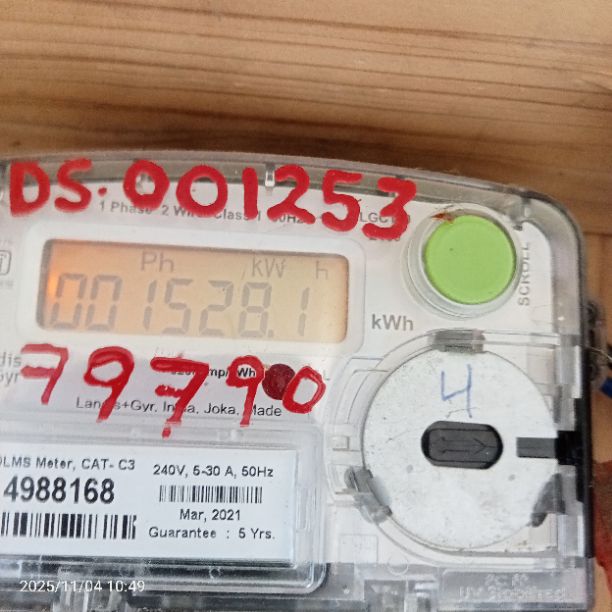 DS.001253
1 Phase 2 Wire Class 1
Ph kW h
001528.1
kWh
SCROLL
79790
Landis+Gyr, India, Joka. Made
4
DLMS Meter, CAT- C3
240V, 5-30 A, 50Hz
4988168
Mar, 2021
Guarantee : 5 Yrs.
2025/11/04 10:49
UV Stabilized